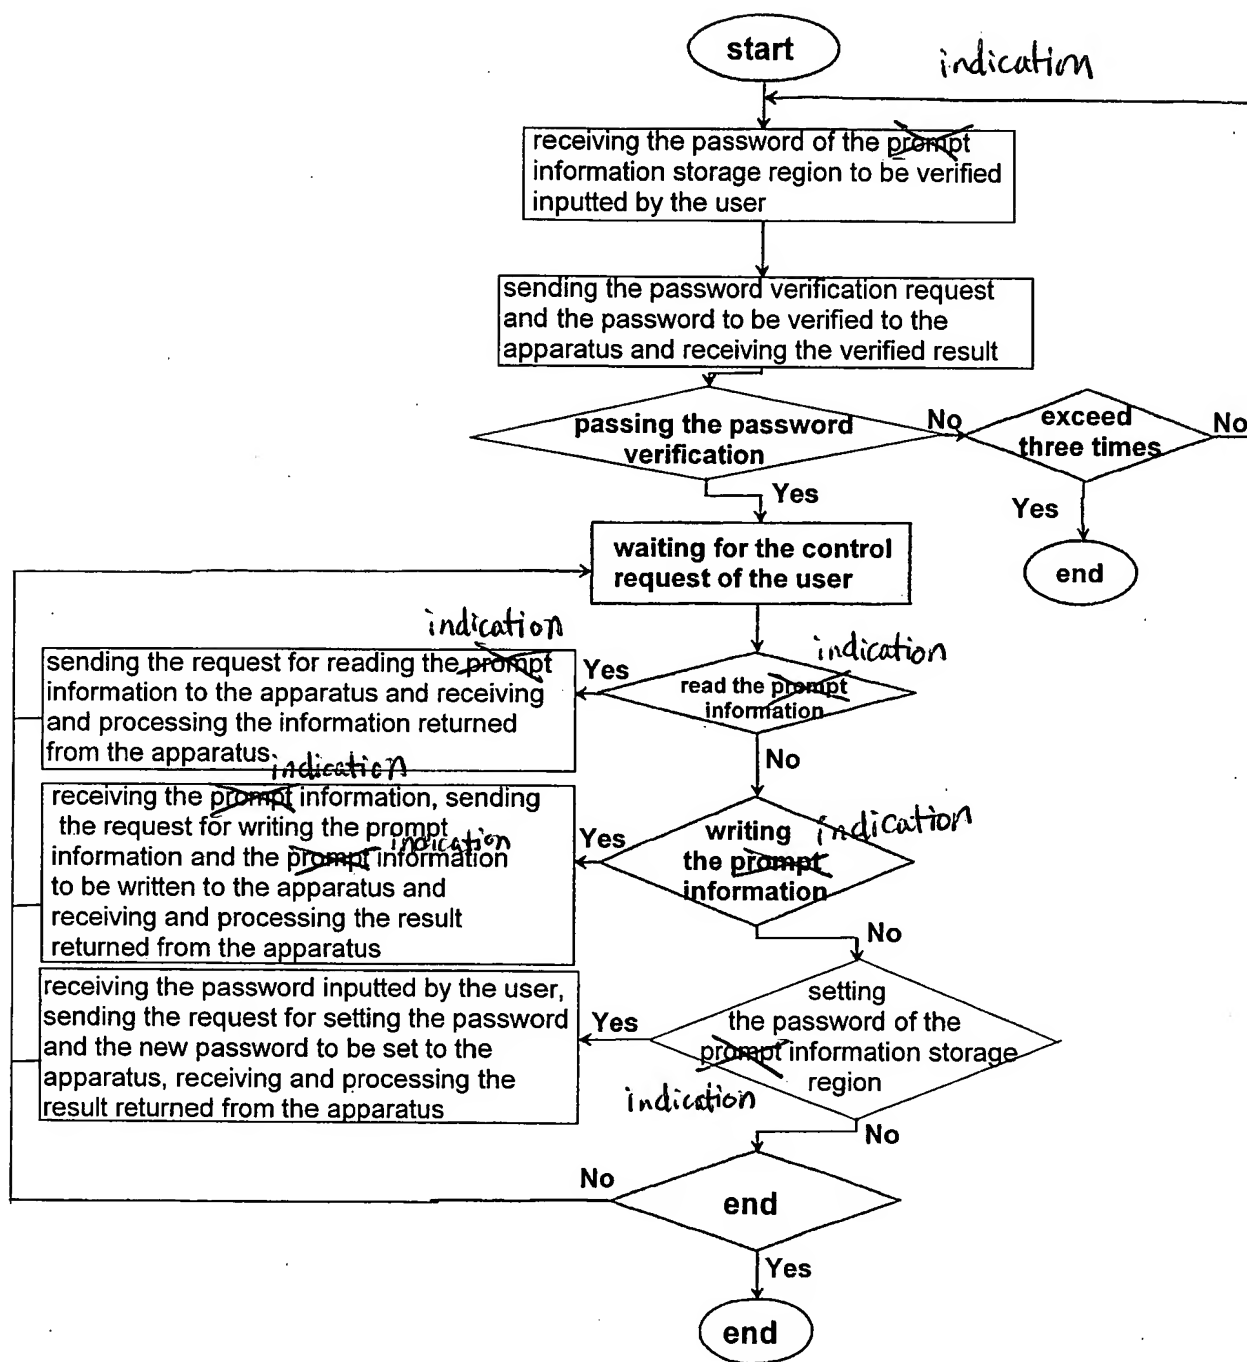 start
indication
receiving the password of the prompt
information storage region to be verified
inputted by the user
sending the password verification request
and the password to be verified to the
apparatus and receiving the verified result
passing the password
verification
No
exceed
three times
No
Yes
Yes
end
waiting for the control
request of the user
indication
sending the request for reading the prompt
information to the apparatus and receiving
and processing the information returned
from the apparatus.
Yes
indication
read the prompt
information
No
indication
receiving the prompt information, sending
the request for writing the prompt
information and the prompt information
indication
to be written to the apparatus and
receiving and processing the result
returned from the apparatus
Yes
writing
the prompt
information
indication
No
receiving the password inputted by the user,
sending the request for setting the password
and the new password to be set to the
apparatus, receiving and processing the
result returned from the apparatus
Yes
setting
the password of the
prompt information storage
region
indication
No
No
end
Yes
end